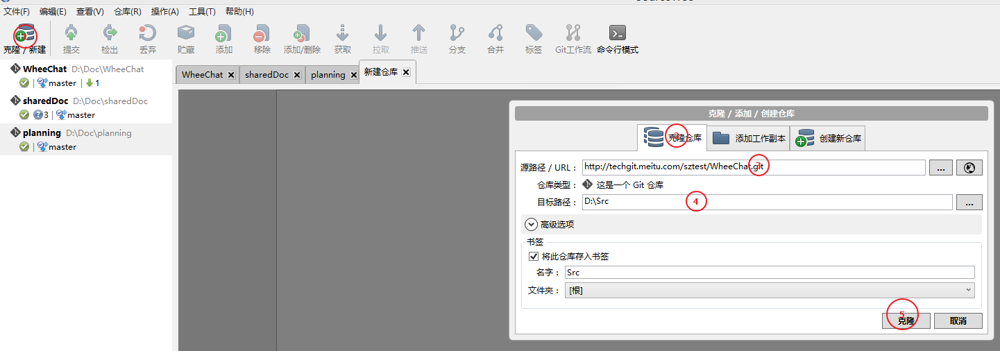 文件(F) 编辑(E) 查看(V) 仓库(R) 操作(A) 工具(T) 帮助(H)
克隆 / 新建 提交 检出 丢弃 贮藏 添加 移除 添加/删除 获取 拉取 推送 分支 合并 标签 Git工作流 命令行模式
WheeChat D:\Doc\WheeChat
master 1
sharedDoc D:\Doc\sharedDoc
3 master
planning D:\Doc\planning
master
WheeChat sharedDoc planning 新建仓库
克隆 / 添加 / 创建仓库
克隆仓库 添加工作副本 创建新仓库
源路径 / URL： http://techgit.meitu.com/sztest/WheeChat.git ... 3
仓库类型： 这是一个 Git 仓库
目标路径： D:\Src 4 ...
高级选项
书签
将此仓库存入书签
名字： Src
文件夹： [根]
5
克隆 取消